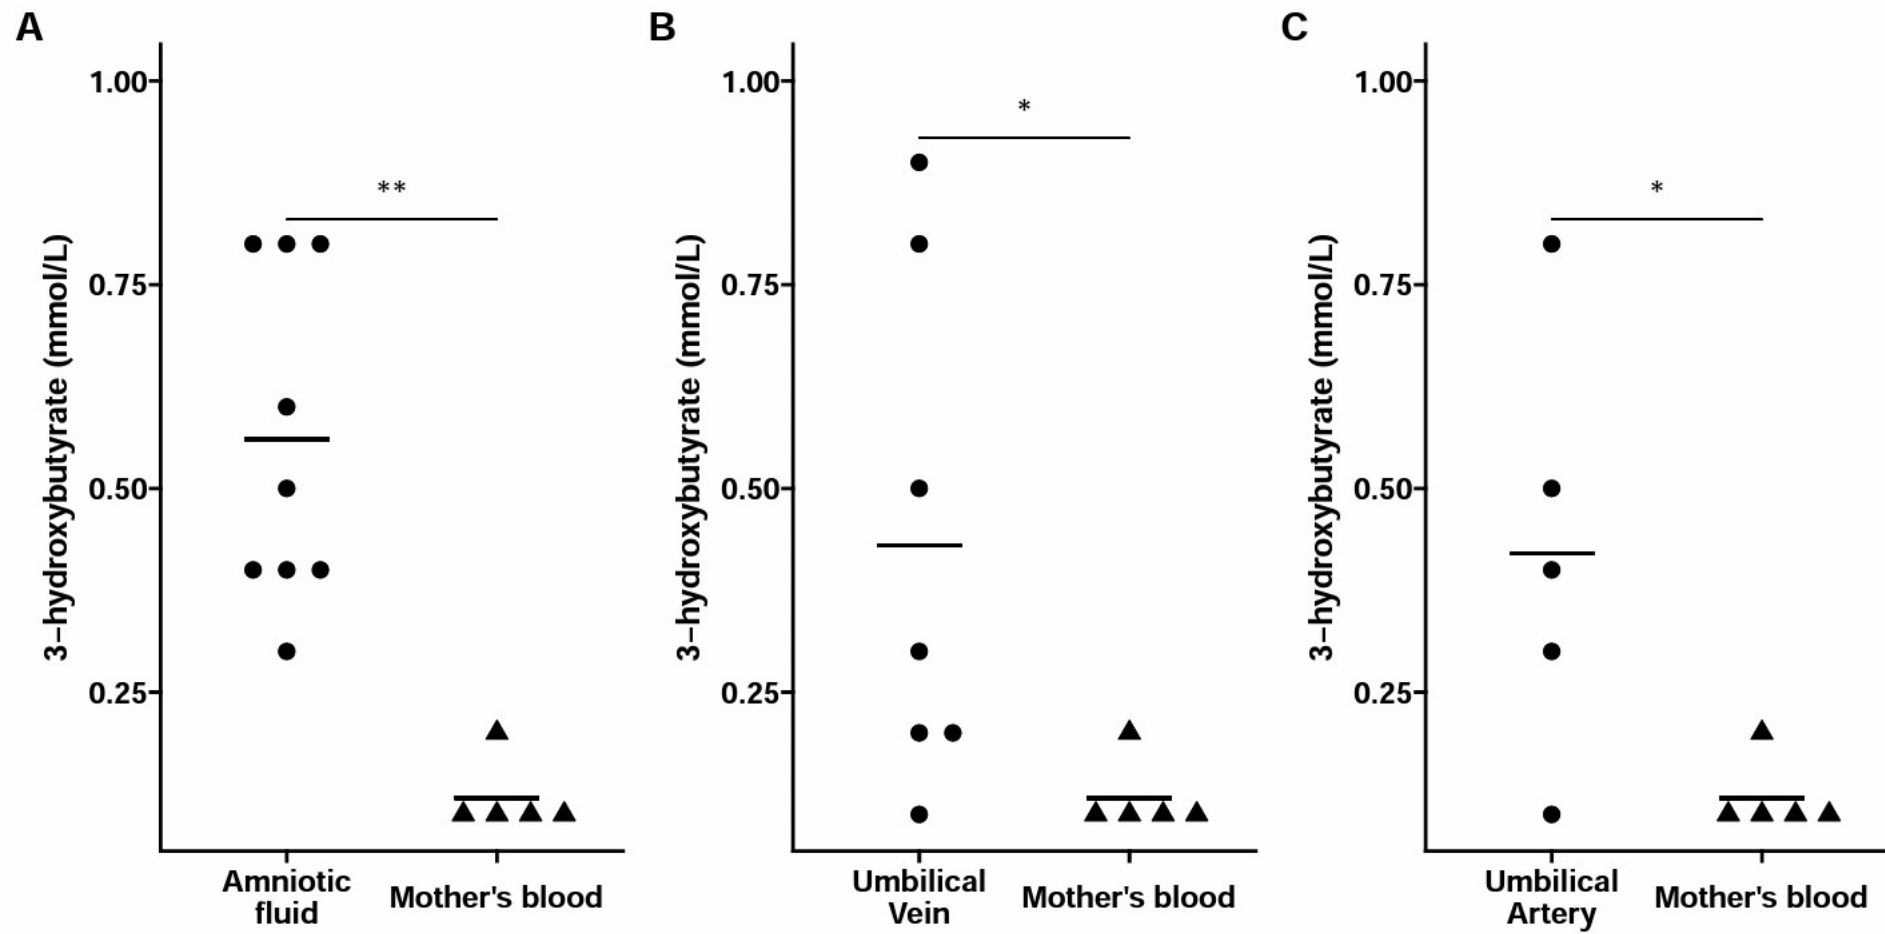 A
3–hydroxybutyrate (mmol/L)
1.00
0.75
0.50
0.25
**
Amniotic
fluid
Mother's blood
B
3–hydroxybutyrate (mmol/L)
1.00
0.75
0.50
0.25
*
Umbilical
Vein
Mother's blood
C
3–hydroxybutyrate (mmol/L)
1.00
0.75
0.50
0.25
*
Umbilical
Artery
Mother's blood